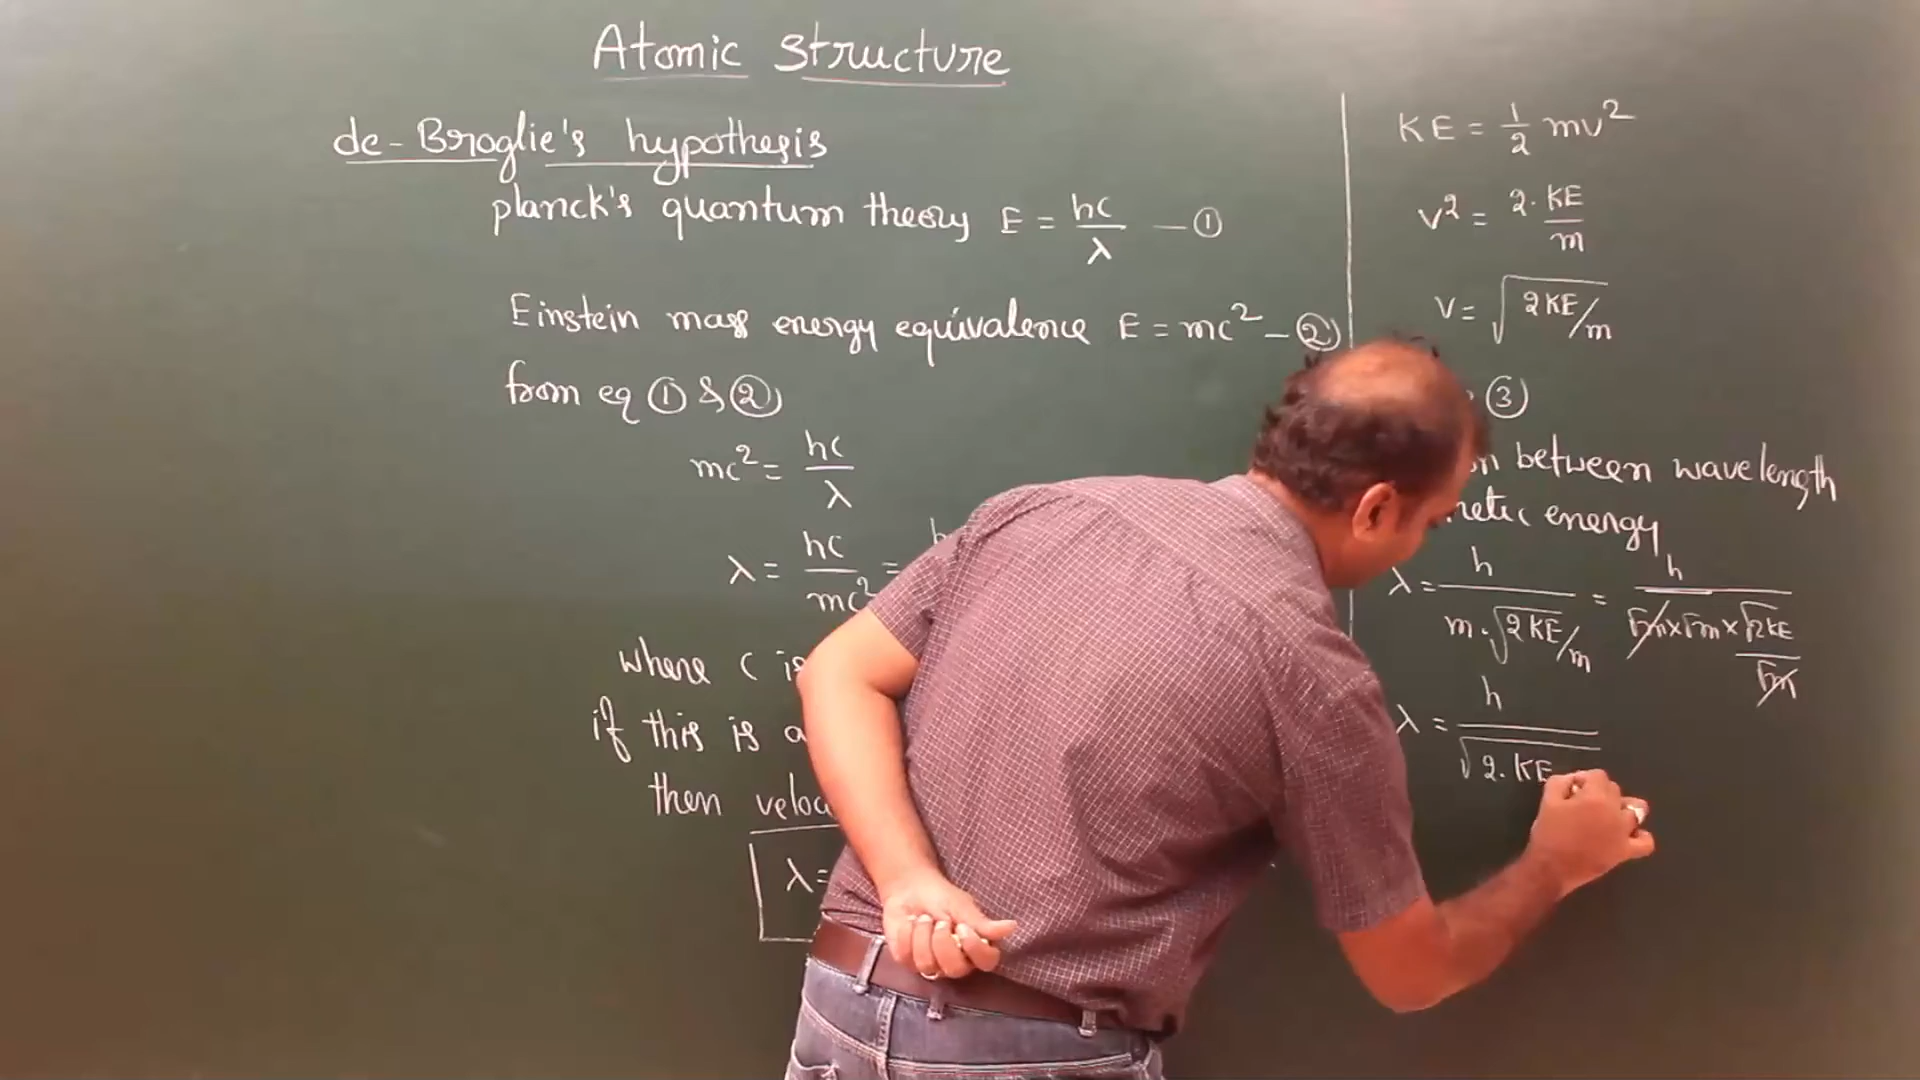 Atomic Structure
de-Broglie's hypothesis
planck's quantum theory E = hc/λ — ①
Einstein mass energy equivalence E = mc² – ②
from eq ① & ②
mc² = hc/λ
λ = hc/mc² =
where C is
if this is a
then
λ =
KE = 1/2 mv²
v² = 2. KE/m
v = √2KE/m
③
between wavelength
energy
λ = h/m.√2KE/m = h/√m x √m x √2KE/√m
λ = h/√2. KE